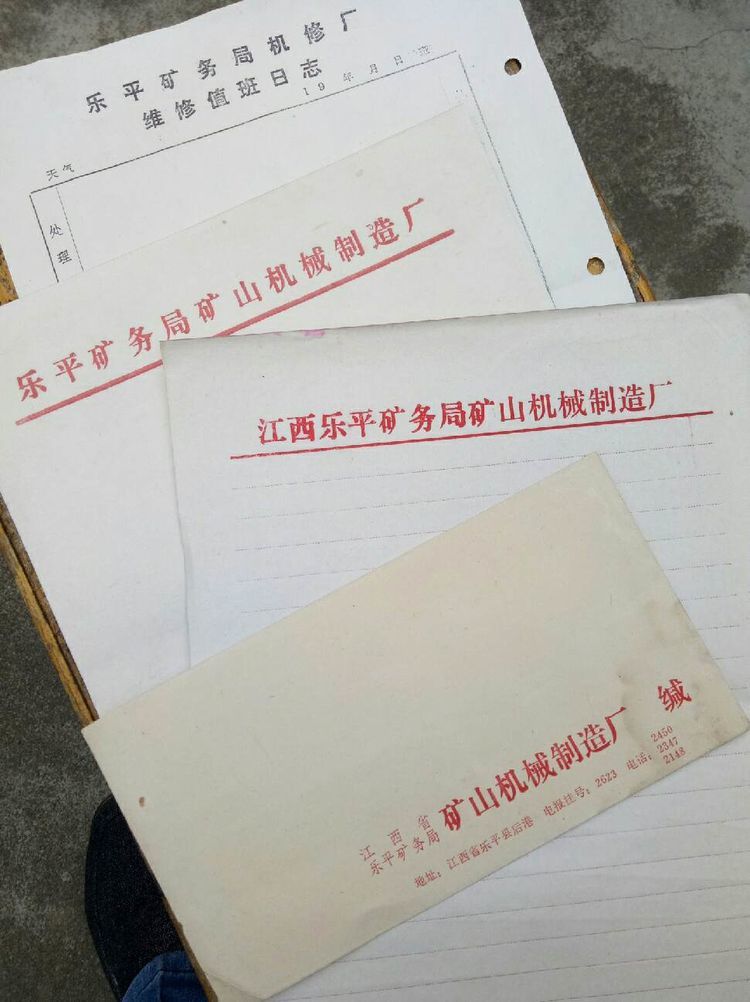 乐平矿务局机修厂
维修值班日志
19 年 月 日
天气
处理
乐平矿务局矿山机械制造厂
江西乐平矿务局矿山机械制造厂
江西省
乐平矿务局
矿山机械制造厂 缄
地址：江西省乐平县后港 电报挂号：2623 电话：2450
2347
2148